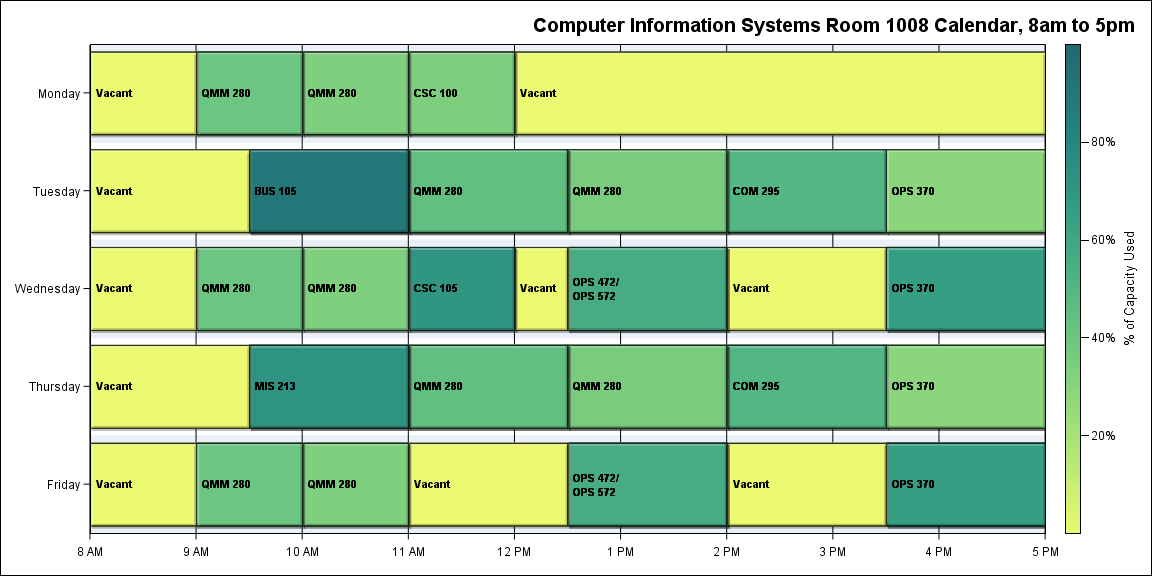 Computer Information Systems Room 1008 Calendar, 8am to 5pm
Monday
Vacant
QMM 280
QMM 280
CSC 100
Vacant
Tuesday
Vacant
BUS 105
QMM 280
QMM 280
COM 295
OPS 370
Wednesday
Vacant
QMM 280
QMM 280
CSC 105
Vacant
OPS 472/
OPS 572
Vacant
OPS 370
Thursday
Vacant
MIS 213
QMM 280
QMM 280
COM 295
OPS 370
Friday
Vacant
QMM 280
QMM 280
Vacant
OPS 472/
OPS 572
Vacant
OPS 370
8 AM
9 AM
10 AM
11 AM
12 PM
1 PM
2 PM
3 PM
4 PM
5 PM
80%
60%
40%
20%
% of Capacity Used